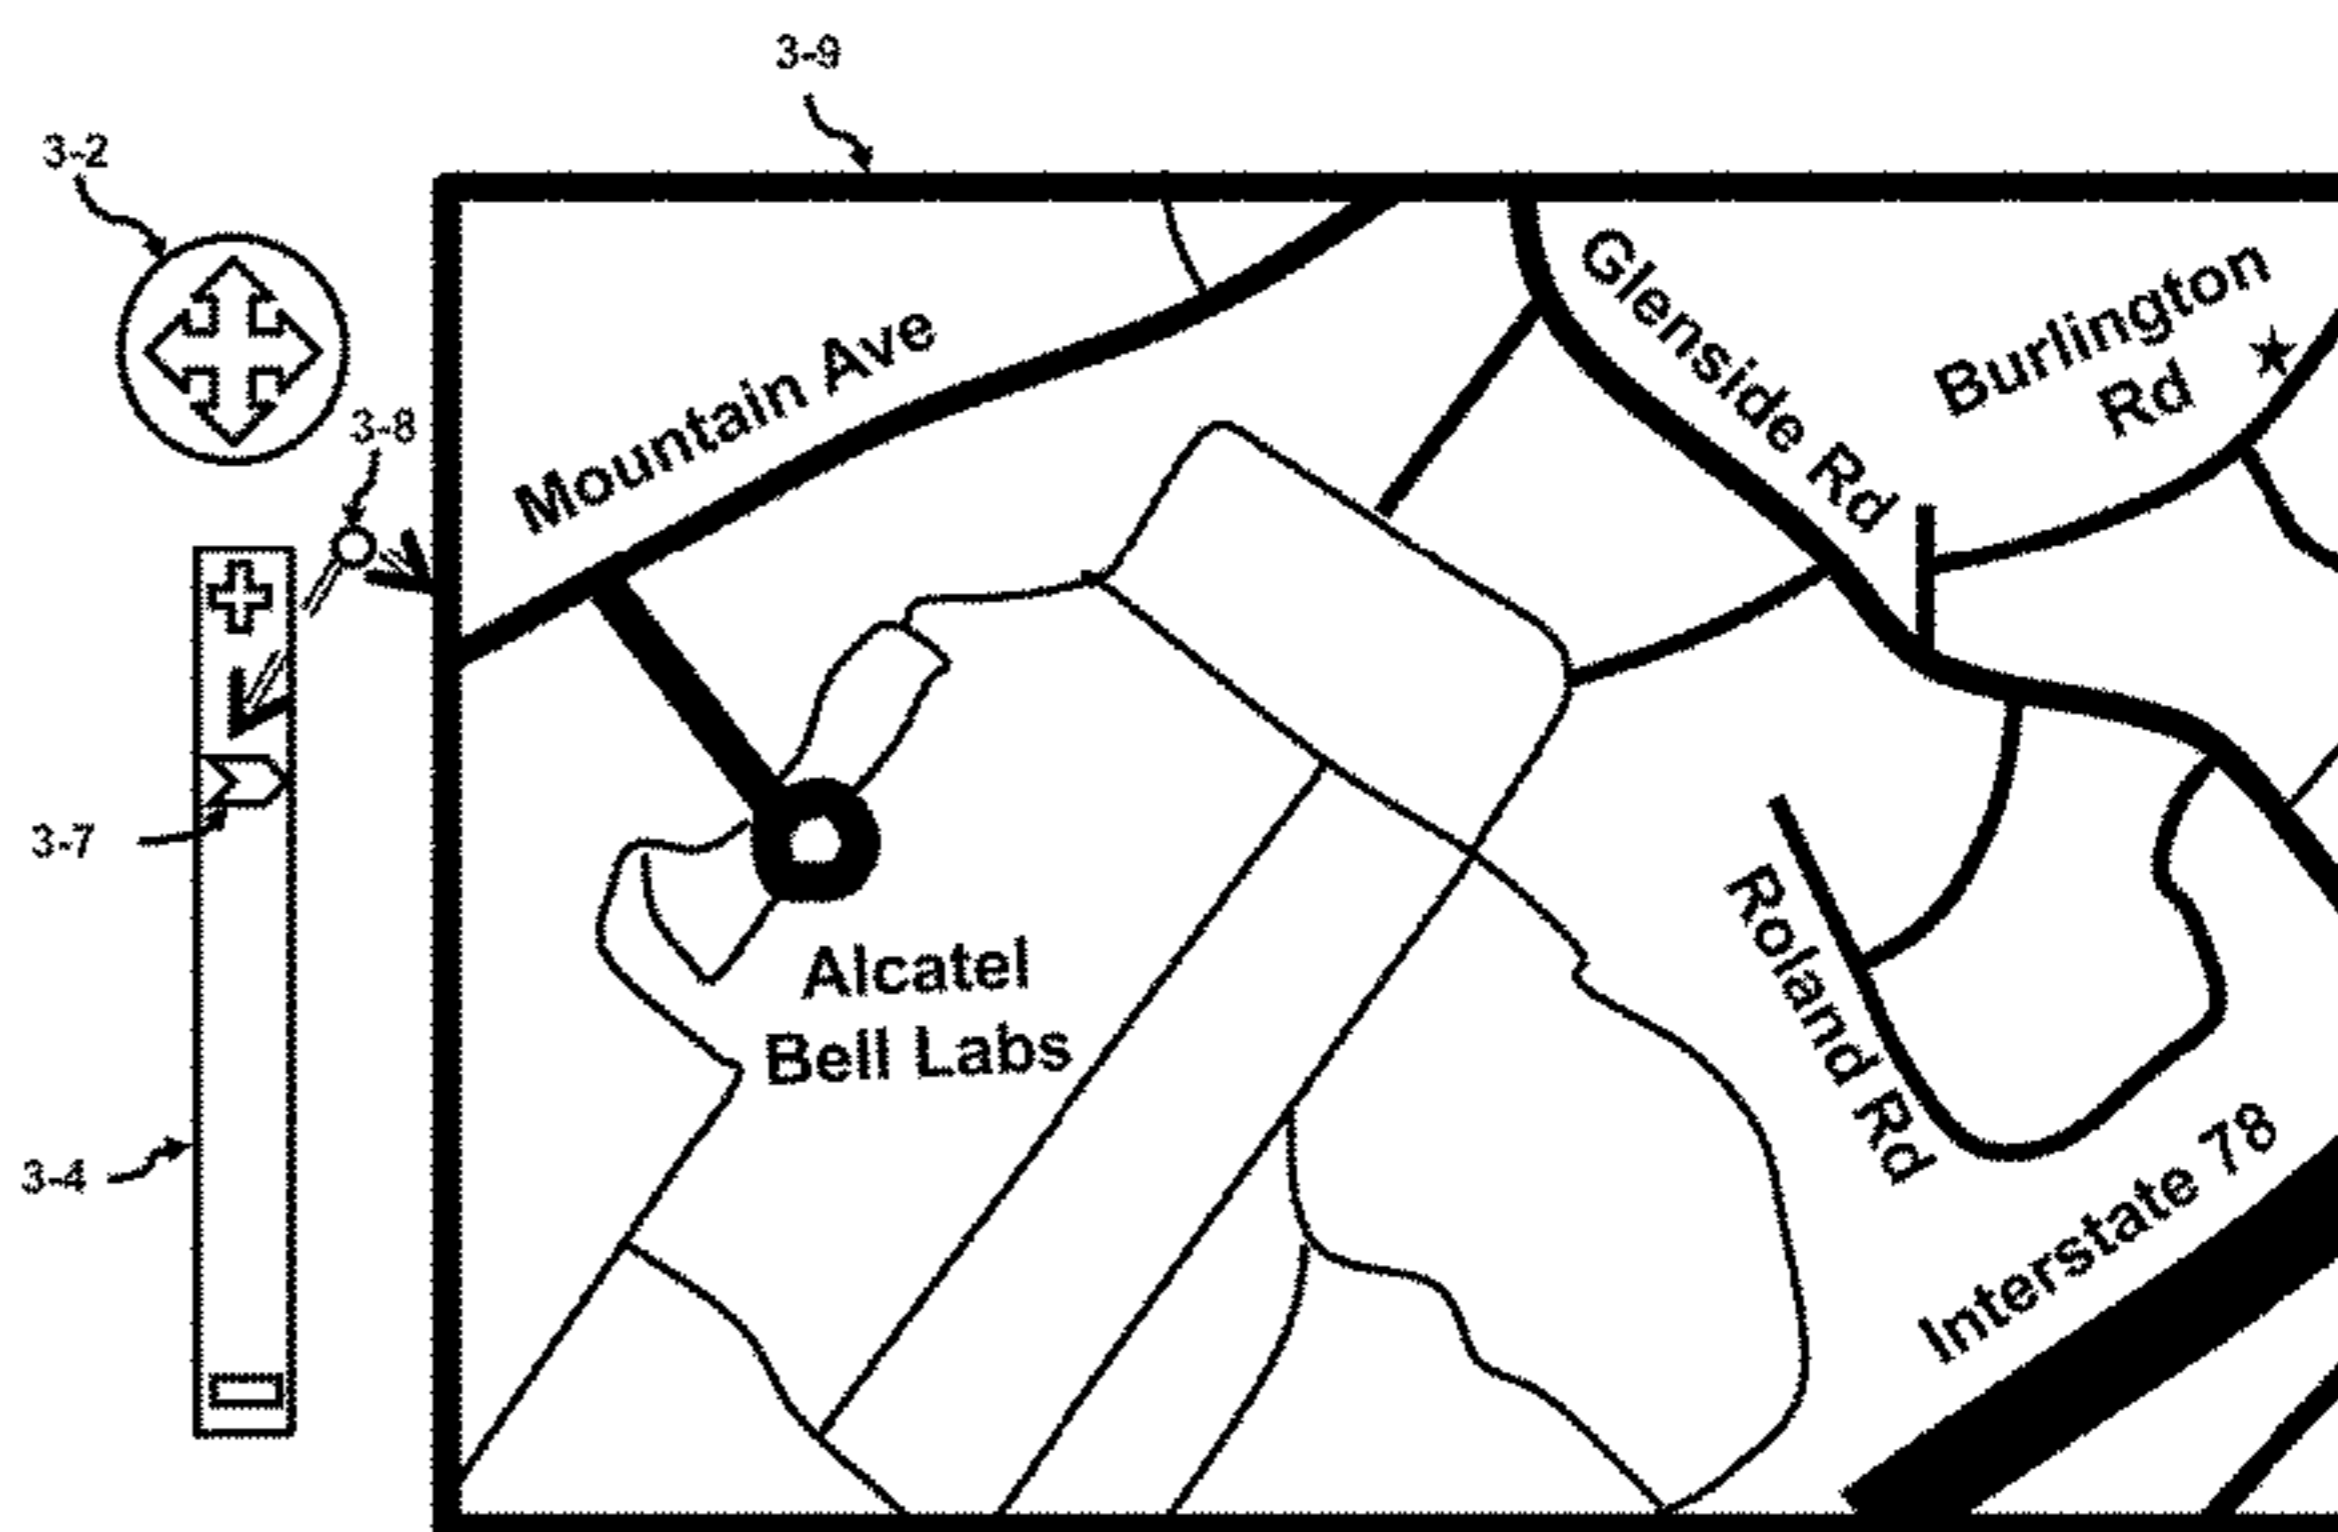 3-9
3-2
Glenside Rd
Burlington
Rd
Mountain Ave
3-8
3-7
Alcatel
Bell Labs
Roland Rd
3-4
Interstate 78